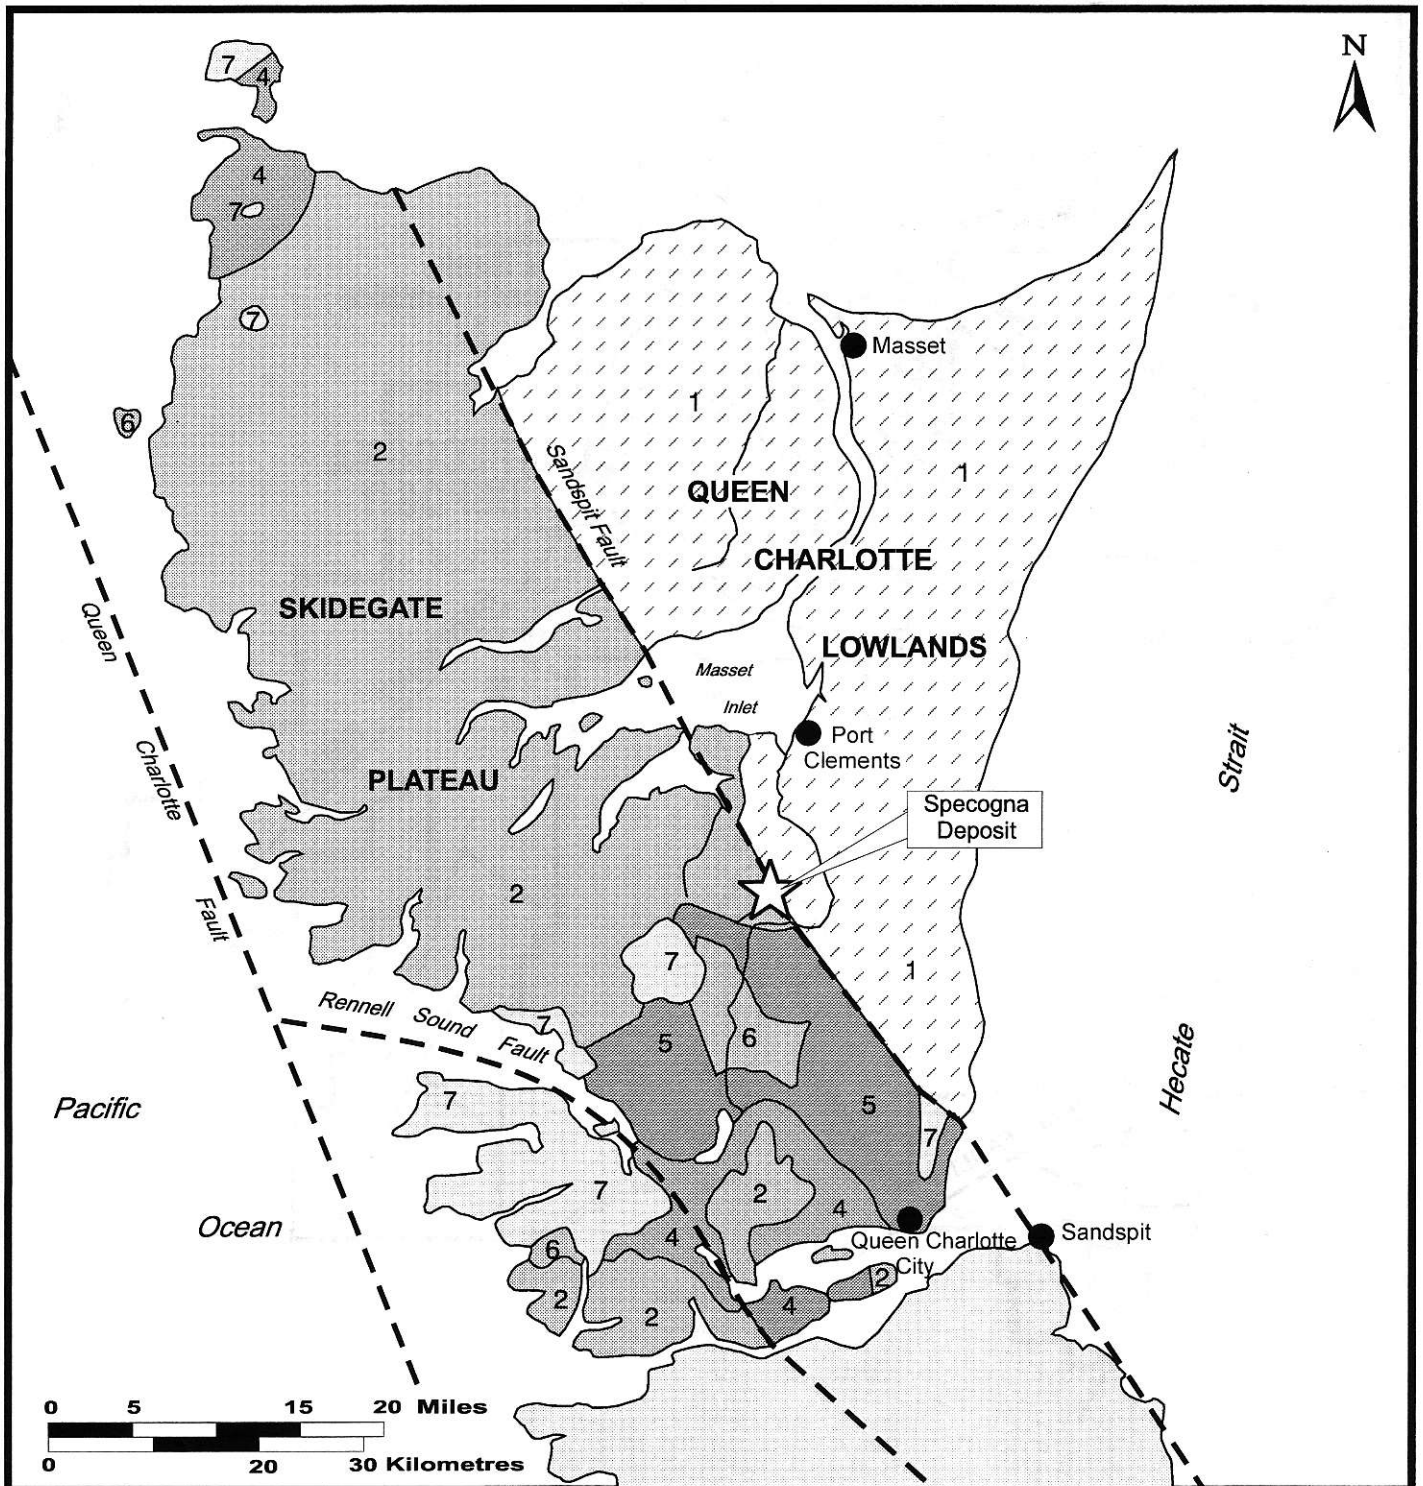 N
7
4
4
7
7
Masset
6
1
2
1
Sandspit Fault
QUEEN
CHARLOTTE
SKIDEGATE
LOWLANDS
Queen
Charlotte
Fault
Masset
Inlet
Port
Clements
PLATEAU
Specogna
Deposit
Strait
Hecate
2
7
1
Rennell Sound
Fault
7
5
6
5
7
7
Pacific
Ocean
7
2
4
4
6
Queen Charlotte
City
Sandspit
2
2
2
4
0 5 15 20 Miles
0 20 30 Kilometres